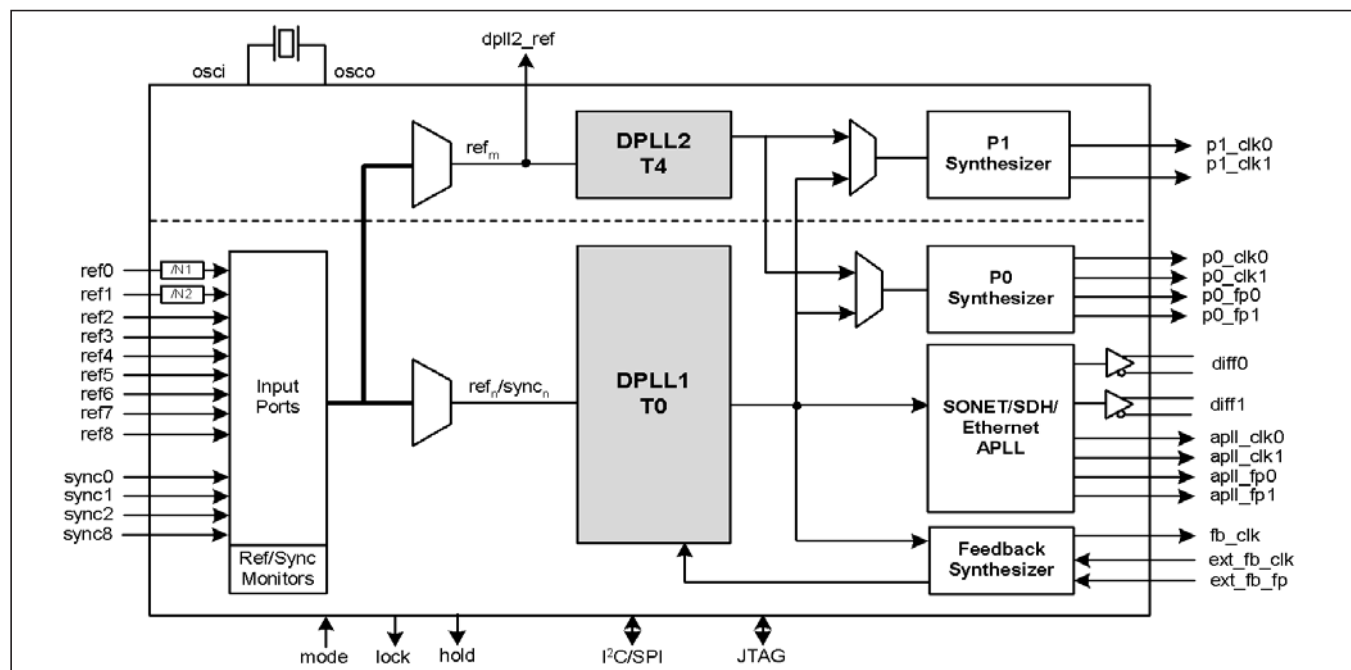 dpll2_ref
osci
osco
DPLL2
T4
ref_m
P1
Synthesizer
p1_clk0
p1_clk1
ref0
/N1
ref1
/N2
ref2
ref3
ref4
ref5
ref6
ref7
ref8
sync0
sync1
sync2
sync8
Input
Ports
Ref/Sync
Monitors
ref_n/sync_n
DPLL1
T0
P0
Synthesizer
p0_clk0
p0_clk1
p0_fp0
p0_fp1
SONET/SDH/
Ethernet
APLL
diff0
diff1
apll_clk0
apll_clk1
apll_fp0
apll_fp1
Feedback
Synthesizer
fb_clk
ext_fb_clk
ext_fb_fp
mode
lock
hold
I²C/SPI
JTAG